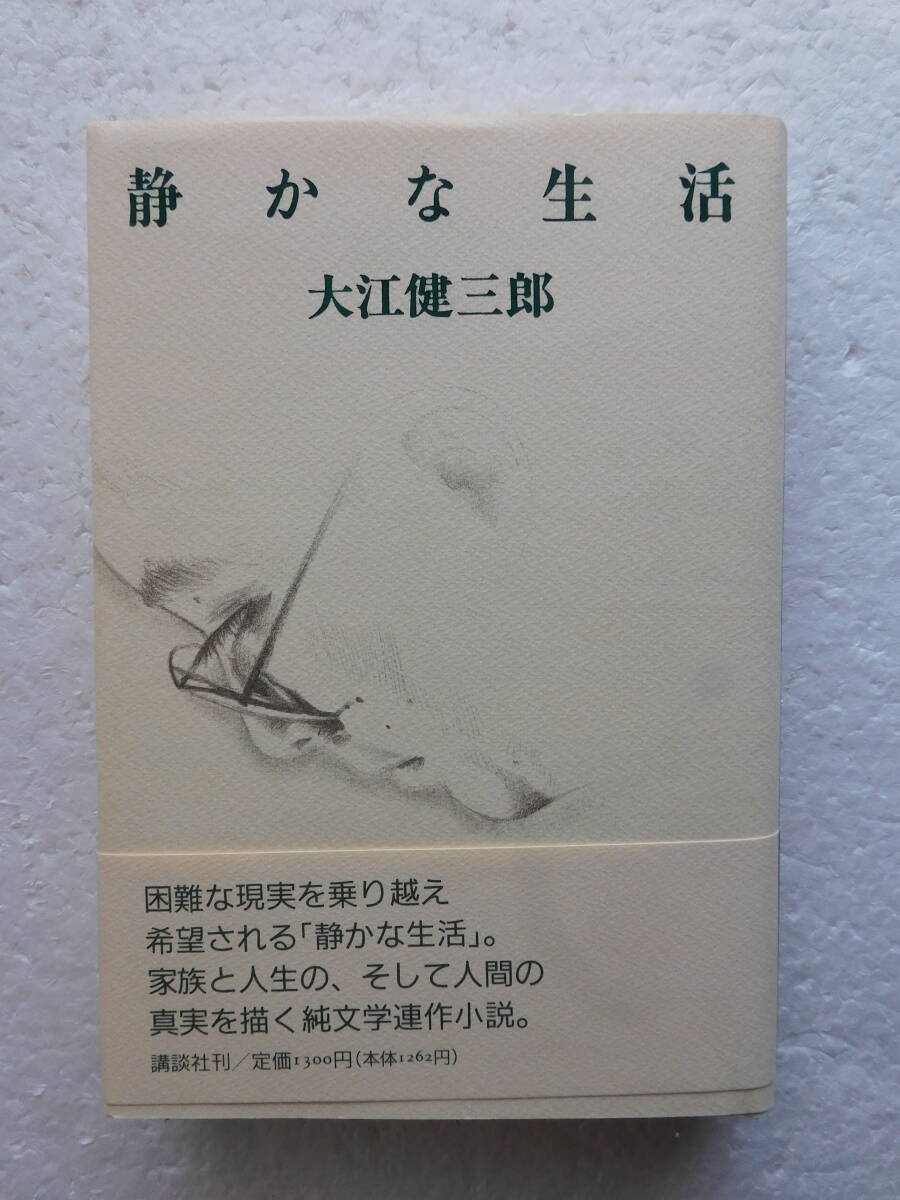 静かな生活
大江健三郎
困難な現実を乗り越え
希望される「静かな生活」。
家族と人生の、そして人間の
真実を描く純文学連作小説。
講談社刊／定価1300円(本体1262円)